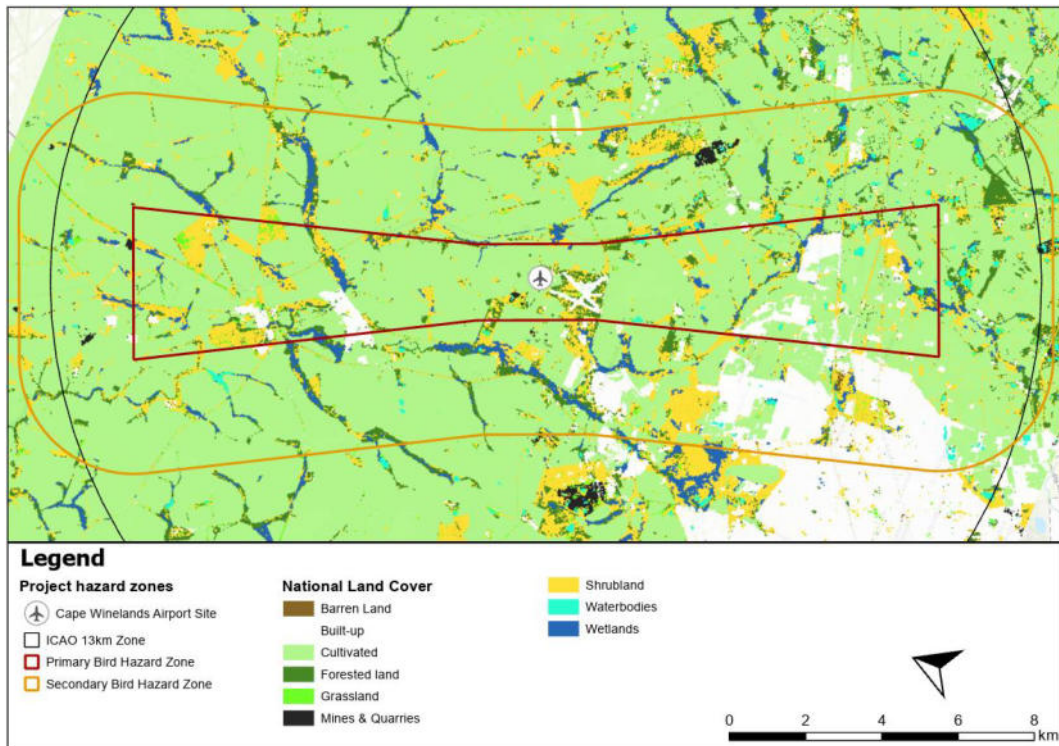 Legend
Project hazard zones
Cape Winelands Airport Site
ICAO 13km Zone
Primary Bird Hazard Zone
Secondary Bird Hazard Zone
National Land Cover
Barren Land
Built-up
Cultivated
Forested land
Grassland
Mines & Quarries
Shrubland
Waterbodies
Wetlands
0 2 4 6 8
km